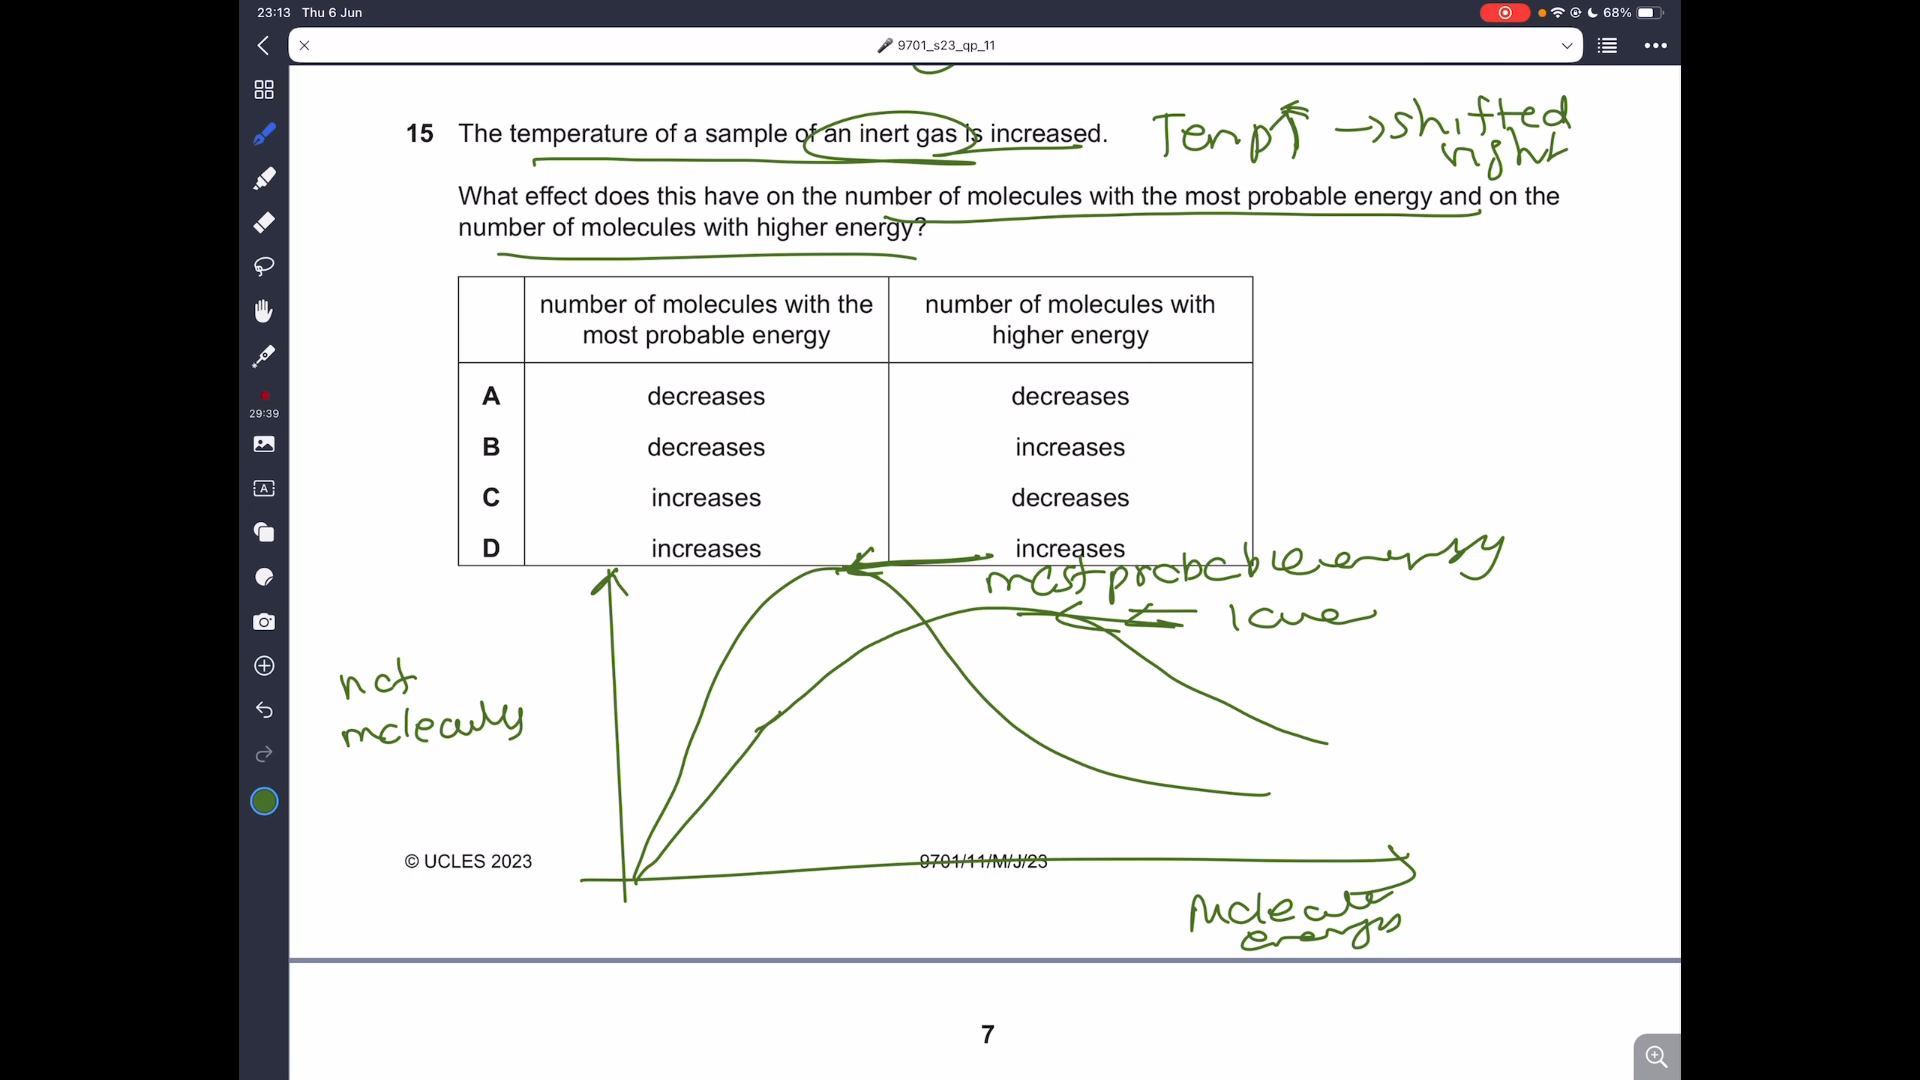 23:13 Thu 6 Jun
68%
9701_s23_qp_11
15 The temperature of a sample of an inert gas is increased.
Temp↑ → shifted
right
What effect does this have on the number of molecules with the most probable energy and on the
number of molecules with higher energy?
number of molecules with the
most probable energy
number of molecules with
higher energy
A decreases decreases
B decreases increases
C increases decreases
D increases increases
29:39
most probable energy
lower
molecules
© UCLES 2023
9701/11/M/J/23
Molecular
energy
7